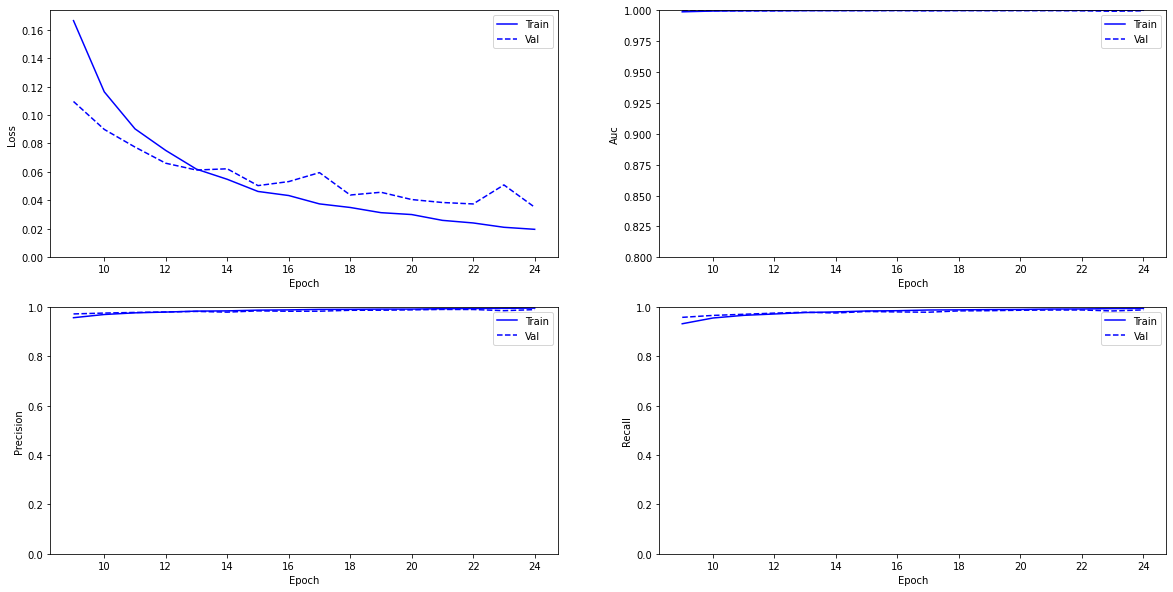 0.16
0.14
0.12
0.10
0.08
0.06
0.04
0.02
0.00
Loss
10 12 14 16 18 20 22 24
Epoch
Train
Val
1.000
0.975
0.950
0.925
0.900
0.875
0.850
0.825
0.800
Auc
10 12 14 16 18 20 22 24
Epoch
Train
Val
1.0
0.8
0.6
0.4
0.2
0.0
Precision
10 12 14 16 18 20 22 24
Epoch
Train
Val
1.0
0.8
0.6
0.4
0.2
0.0
Recall
10 12 14 16 18 20 22 24
Epoch
Train
Val